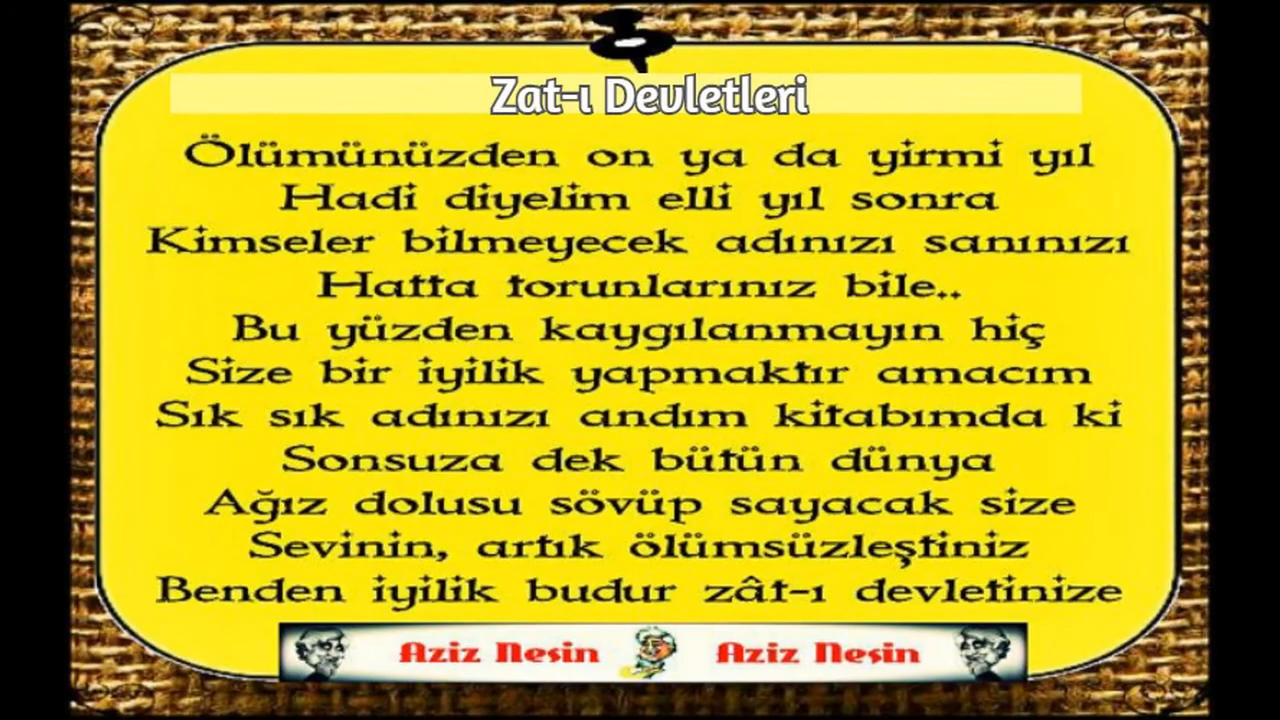 Zat-ı Devletleri
Ölümünüzden on ya da yirmi yıl
Hadi diyelim elli yıl sonra
Kimseler bilmeyecek adınızı sanınızı
Hatta torunlarınız bile..
Bu yüzden kaygılanmayın hiç
Size bir iyilik yapmaktır amacım
Sık sık adınızı andım kitabımda ki
Sonsuza dek bütün dünya
Ağız dolusu sövüp sayacak size
Sevinin, artık ölümsüzleştiniz
Benden iyilik budur zât-ı devletinize
Aziz Nesin Aziz Nesin